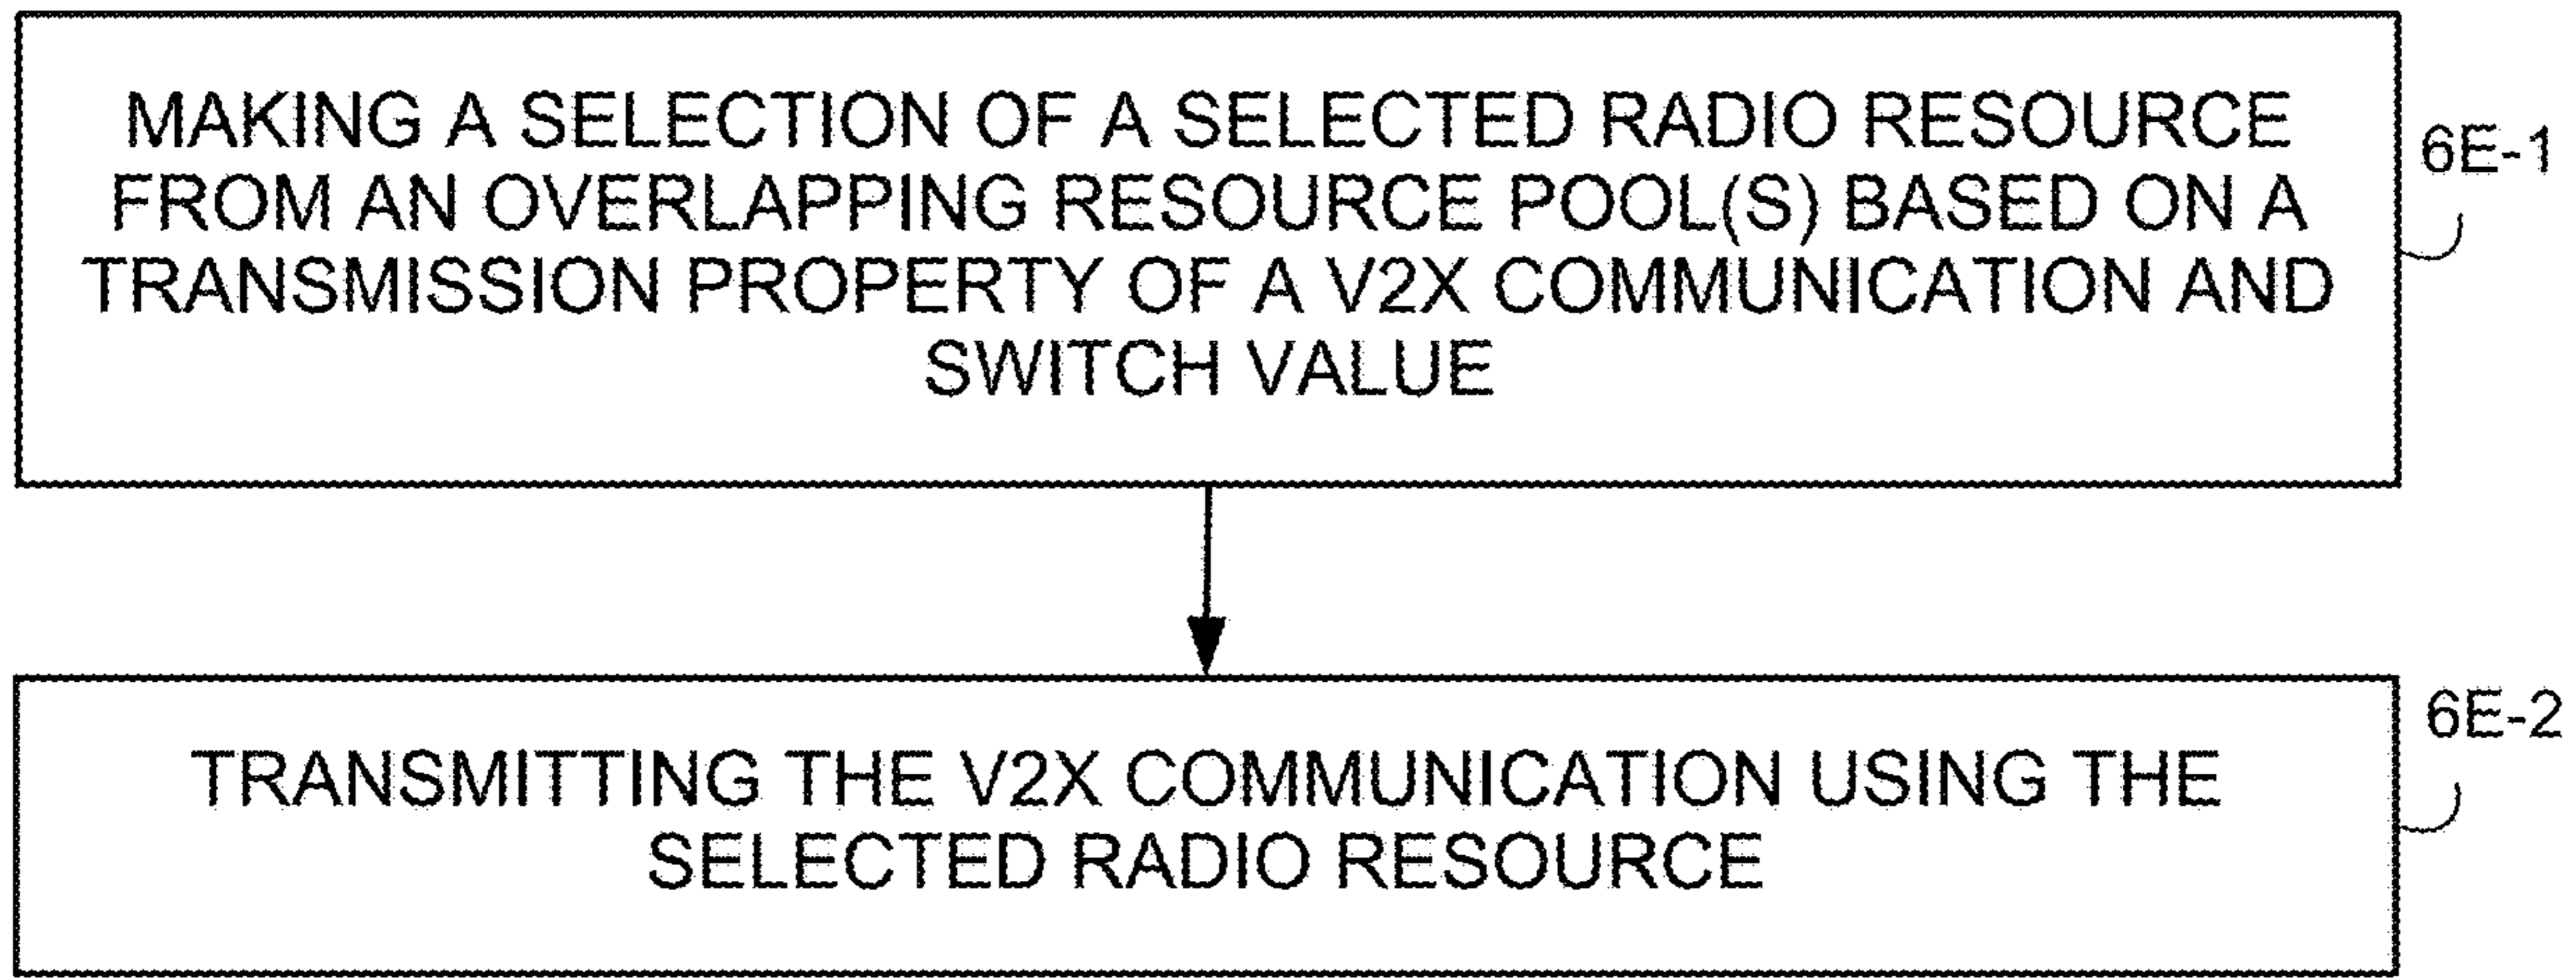 MAKING A SELECTION OF A SELECTED RADIO RESOURCE
FROM AN OVERLAPPING RESOURCE POOL(S) BASED ON A
TRANSMISSION PROPERTY OF A V2X COMMUNICATION AND
SWITCH VALUE
6E-1
TRANSMITTING THE V2X COMMUNICATION USING THE
SELECTED RADIO RESOURCE
6E-2